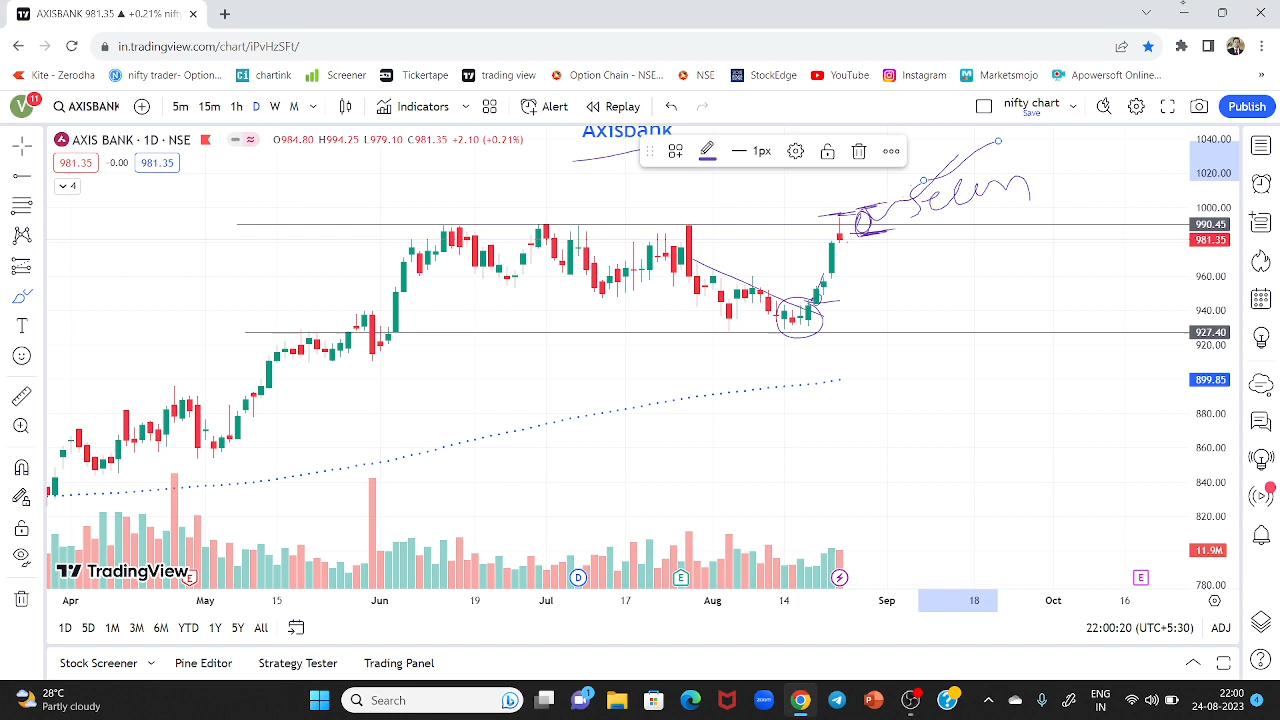 AXISBANK 981.35 ▲ +0.21% nift
in.tradingview.com/chart/iPvHzSFt/
Kite - Zerodha nifty trader- Option... chartink Screener Tickertape trading view Option Chain - NSE... NSE StockEdge YouTube Instagram Marketsmojo Apowersoft Online...
V 11 AXISBANK 5m 15m 1h D W M Indicators Alert Replay nifty chart Save Publish
Axisbank
AXIS BANK · 1D · NSE O984.80 H994.25 L979.10 C981.35 +2.10 (+0.21%)
981.35 -0.00 981.35
1px
4
1040.00
1020.00
1000.00
990.45
981.35
960.00
940.00
927.40
920.00
899.85
880.00
860.00
840.00
820.00
800.00
11.9M
780.00
TradingView
E D E E
Apr May 15 Jun 19 Jul 17 Aug 14 Sep 18 Oct 16
1D 5D 1M 3M 6M YTD 1Y 5Y All 22:00:20 (UTC+5:30) ADJ
Stock Screener Pine Editor Strategy Tester Trading Panel
28°C
Partly cloudy
Search
1
zoom
ENG
IN
22:00
24-08-2023
4